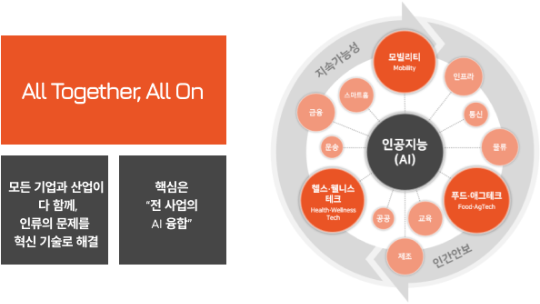 All Together, All On
모든 기업과 산업이
다 함께,
인류의 문제를
혁신 기술로 해결
핵심은
“전 사업의
AI 융합”
지속가능성
모빌리티
Mobility
인프라
스마트홈
금융
통신
운송
인공지능
(AI)
물류
헬스·웰니스
테크
Health·Wellness
Tech
푸드·애그테크
Food·AgTech
공공
교육
제조
인간안보